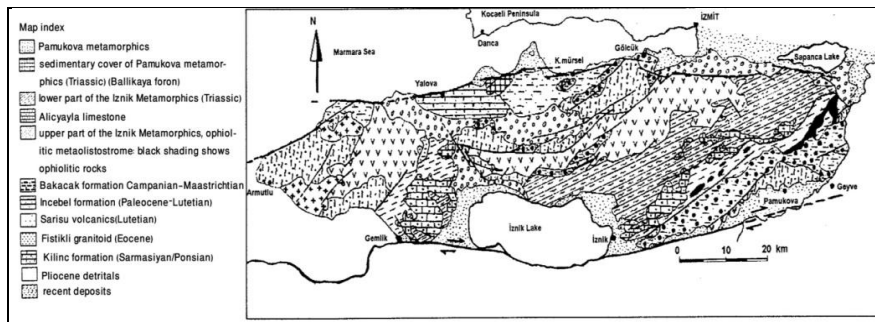 Map index
Pamukova metamorphics
sedimentary cover of Pamukova metamor-
phics (Triassic) (Ballikaya foron)
lower part of the Iznik Metamorphics (Triassic)
Alicyayla limestone
upper part of the Iznik Metamorphics, ophiol-
itic metaolistostrome: black shading shows
ophiolitic rocks
Bakacak formation Campanian-Maastrichtian
Incebel formation (Paleocene-Lutetian)
Sarisu volcanics(Lutetian)
Fistikli granitoid (Eocene)
Kilinc formation (Sarmasiyan/Ponsian)
Pliocene detritals
recent deposits
N
Marmara Sea
Kocaeli Peninsula
Darıca
İZMİT
Gölcük
Sapanca Lake
K.mürsel
Yalova
Armutlu
Gemlik
İznik Lake
İznik
Pamukova
Geyve
0 10 20 km